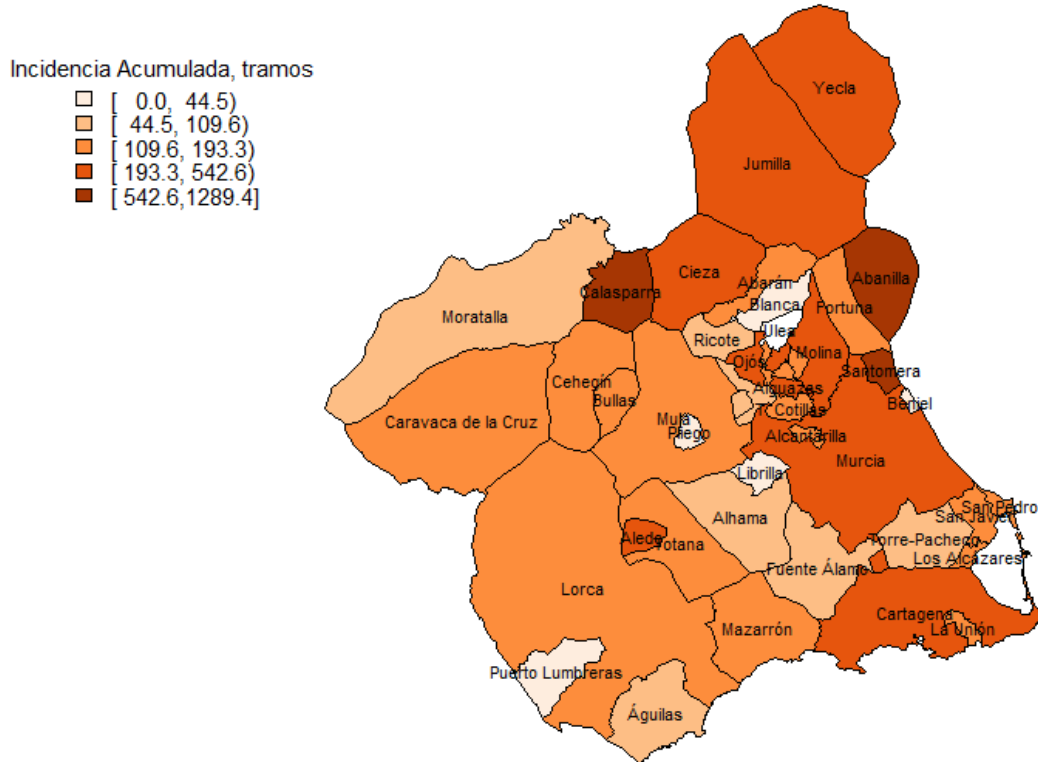 Incidencia Acumulada, tramos
[ 0.0, 44.5)
[ 44.5, 109.6)
[ 109.6, 193.3)
[ 193.3, 542.6)
[ 542.6,1289.4]
Yecla
Jumilla
Cieza
Abarán
Abanilla
Calasparra
Blanca
Fortuna
Moratalla
Ulea
Ricote
Molina
Ojós
Santomera
Cehegín
Alguazas
Bullas
Beniel
Caravaca de la Cruz
Mula
T. Cotillas
Pliego
Alcantarilla
Murcia
Librilla
San Pedro
San Javier
Alhama
Aledo
Totana
Torre-Pacheco
Los Alcázares
Fuente Álamo
Lorca
Cartagena
La Unión
Mazarrón
Puerto Lumbreras
Águilas